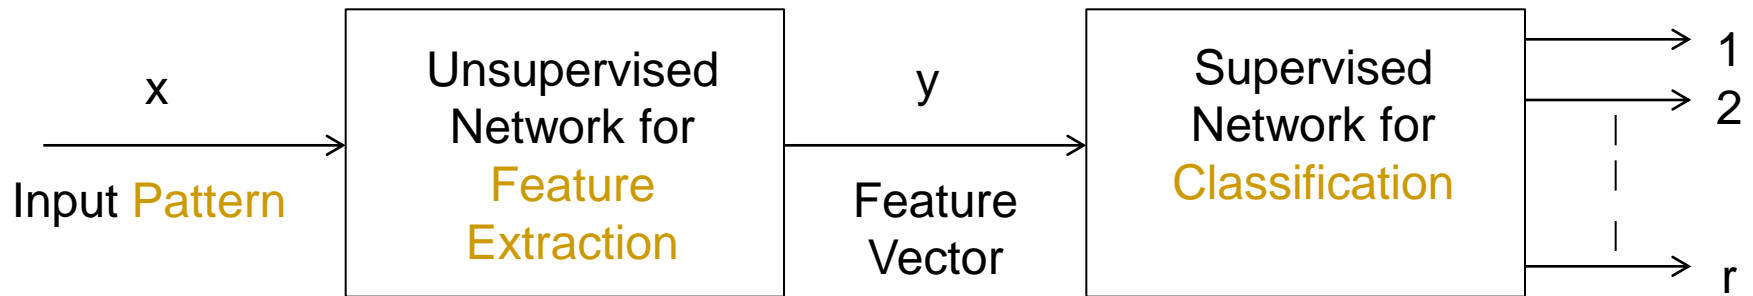 x
Input Pattern
Unsupervised
Network for
Feature
Extraction
y
Feature
Vector
Supervised
Network for
Classification
1
2
r